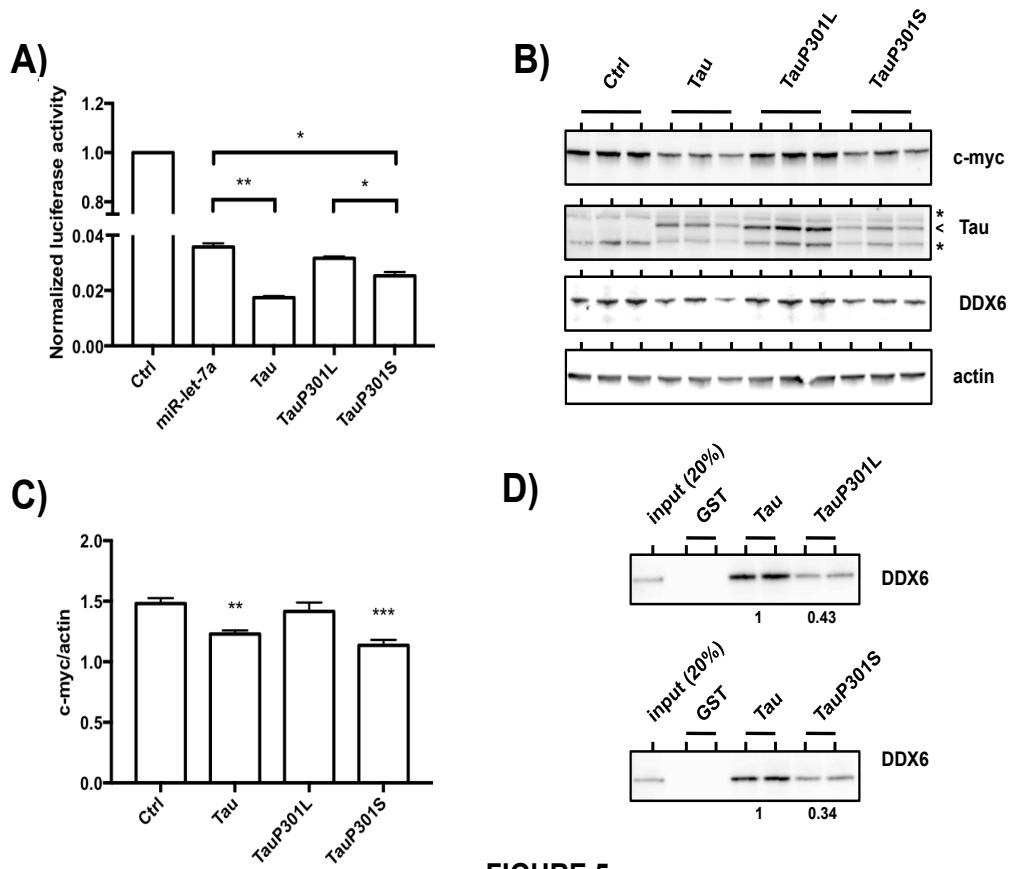 A)
Normalized luciferase activity
1.2
1.0
0.8
0.04
0.02
0.00
*
**
*
Ctrl
miR-let-7a
Tau
TauP301L
TauP301S
B)
Ctrl
Tau
TauP301L
TauP301S
c-myc
*
< Tau
*
DDX6
actin
C)
c-myc/actin
2.0
1.5
1.0
0.5
0.0
**
***
Ctrl
Tau
TauP301L
TauP301S
D)
input (20%)
GST
Tau
TauP301L
DDX6
1 0.43
input (20%)
GST
Tau
TauP301S
DDX6
1 0.34